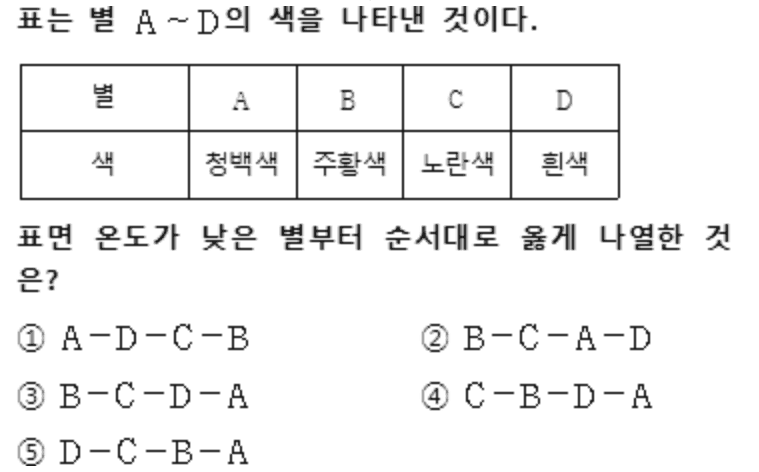 표는 별 A~D의 색을 나타낸 것이다.
별 A B C D
색 청백색 주황색 노란색 흰색
표면 온도가 낮은 별부터 순서대로 옳게 나열한 것
은?
① A-D-C-B ② B-C-A-D
③ B-C-D-A ④ C-B-D-A
⑤ D-C-B-A